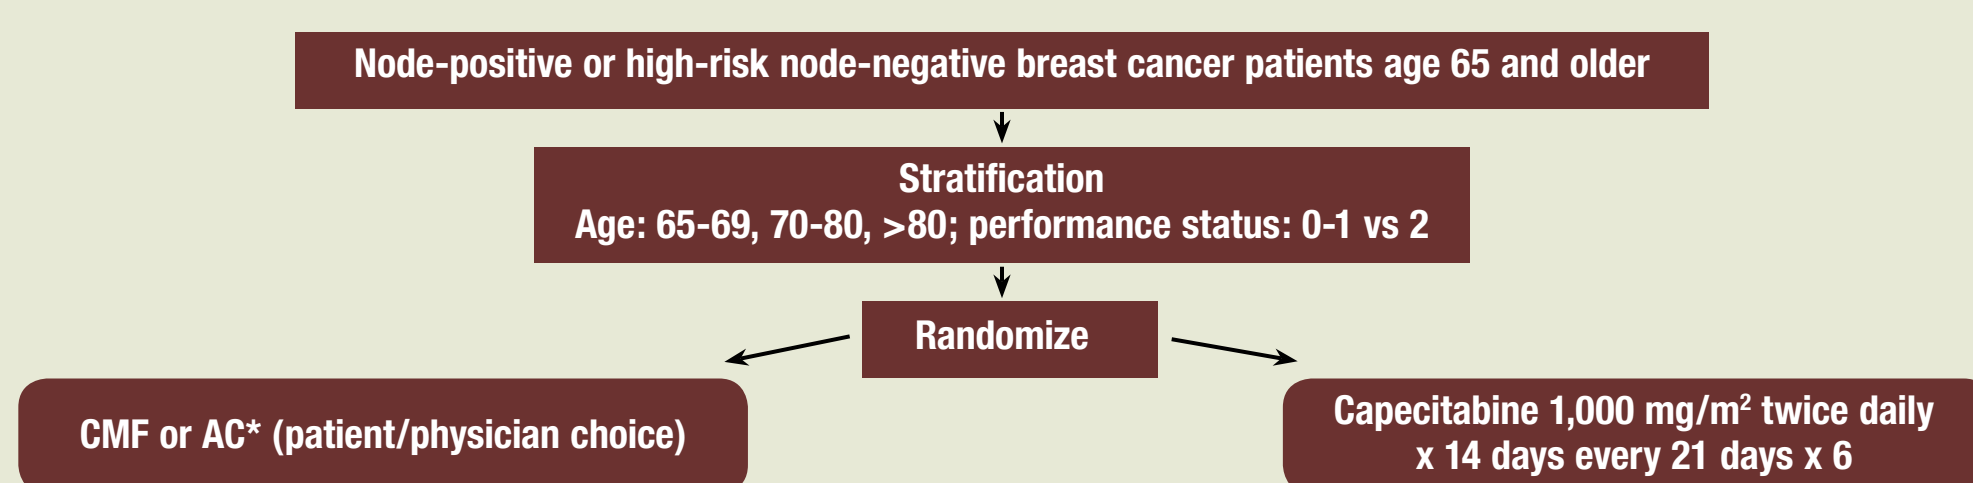 Node-positive or high-risk node-negative breast cancer patients age 65 and older
Stratification
Age: 65-69, 70-80, >80; performance status: 0-1 vs 2
Randomize
CMF or AC* (patient/physician choice)
Capecitabine 1,000 mg/m² twice daily
x 14 days every 21 days x 6